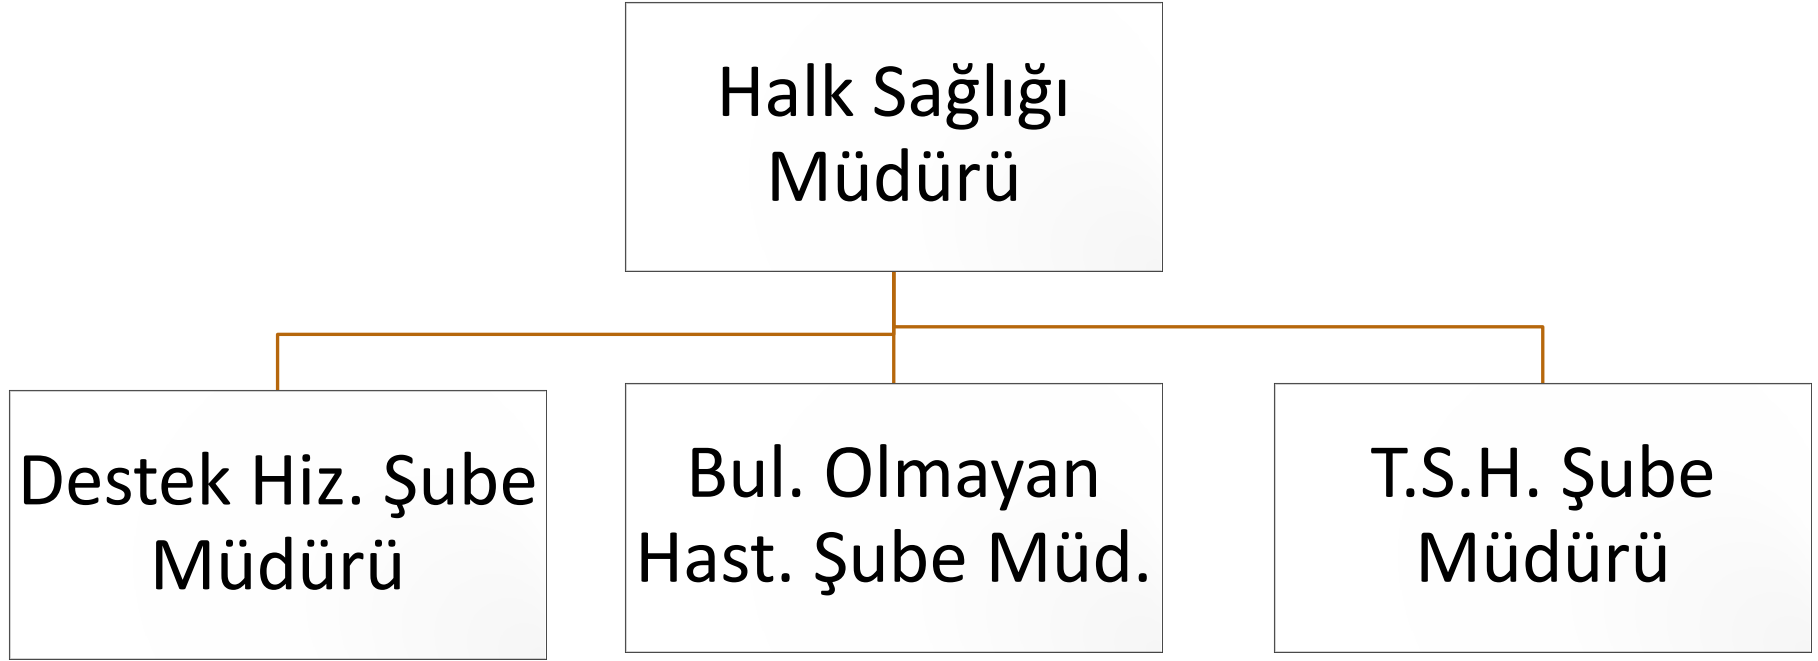 Halk Sağlığı
Müdürü
Destek Hiz. Şube
Müdürü
Bul. Olmayan
Hast. Şube Müd.
T.S.H. Şube
Müdürü